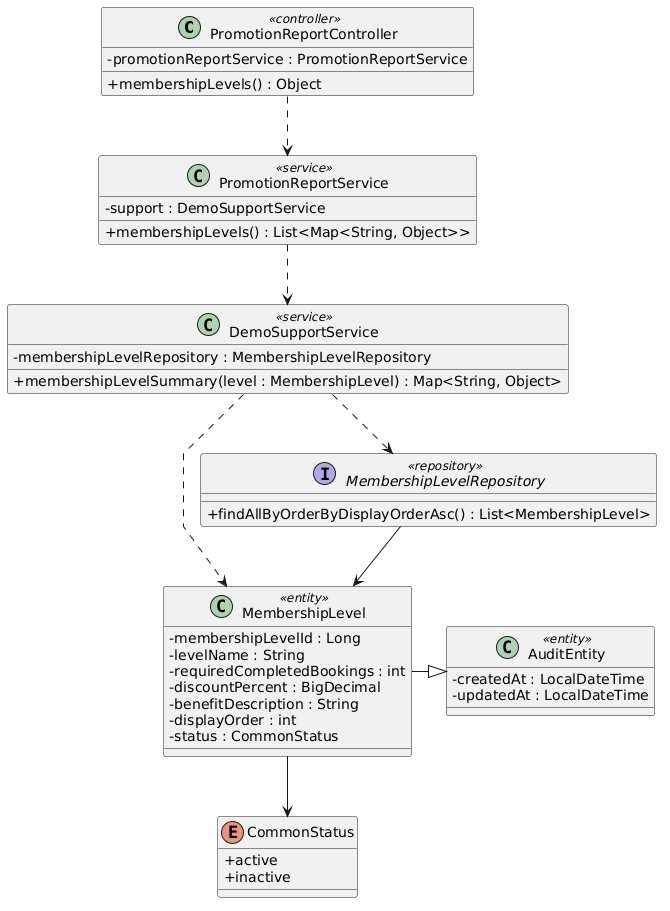 C
«controller»
PromotionReportController
-promotionReportService : PromotionReportService
+membershipLevels() : Object
C
«service»
PromotionReportService
-support : DemoSupportService
+membershipLevels() : List<Map<String, Object>>
C
«service»
DemoSupportService
-membershipLevelRepository : MembershipLevelRepository
+membershipLevelSummary(level : MembershipLevel) : Map<String, Object>
I
«repository»
MembershipLevelRepository
+findAllByOrderByDisplayOrderAsc() : List<MembershipLevel>
C
«entity»
MembershipLevel
-membershipLevelId : Long
-levelName : String
-requiredCompletedBookings : int
-discountPercent : BigDecimal
-benefitDescription : String
-displayOrder : int
-status : CommonStatus
C
«entity»
AuditEntity
-createdAt : LocalDateTime
-updatedAt : LocalDateTime
E
CommonStatus
+active
+inactive